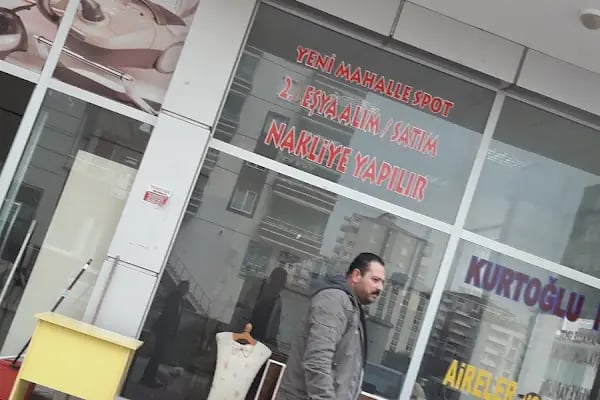 YENİ MAHALLE SPOT
2. EŞYA ALIM / SATIM
NAKLİYE YAPILIR
KURTOĞLU
AİRELER